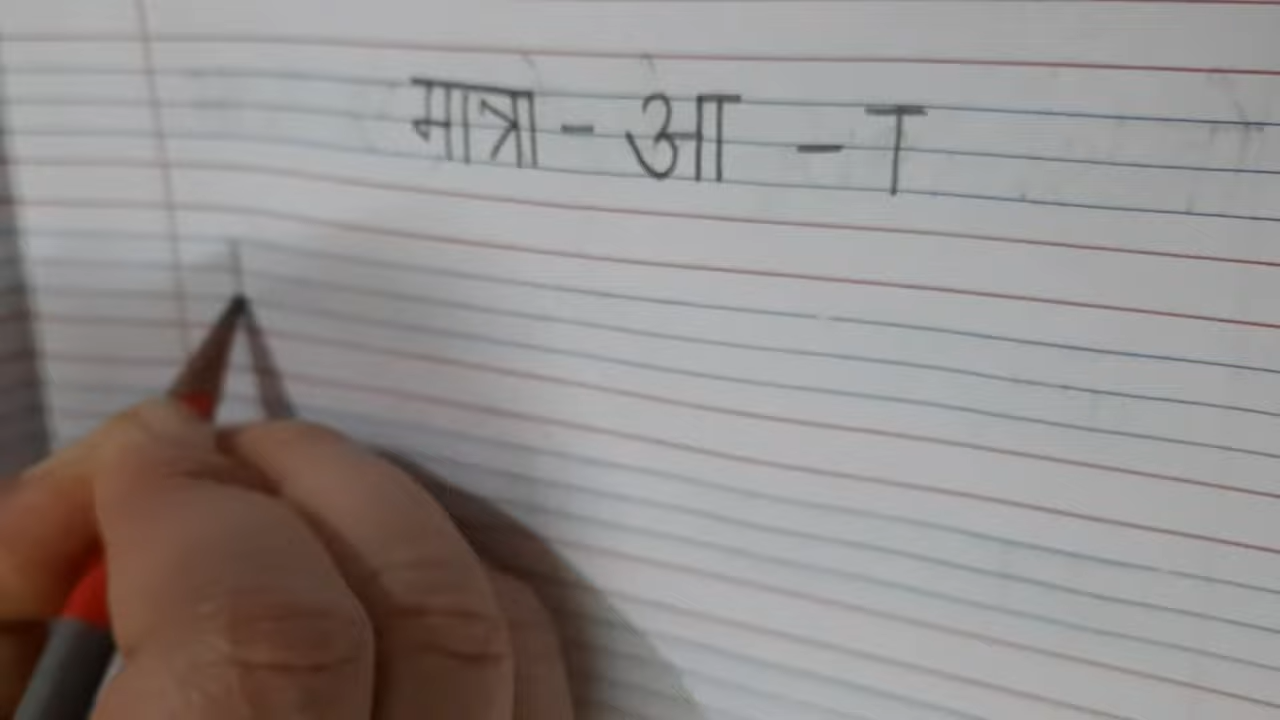 मात्रा - आ - ा